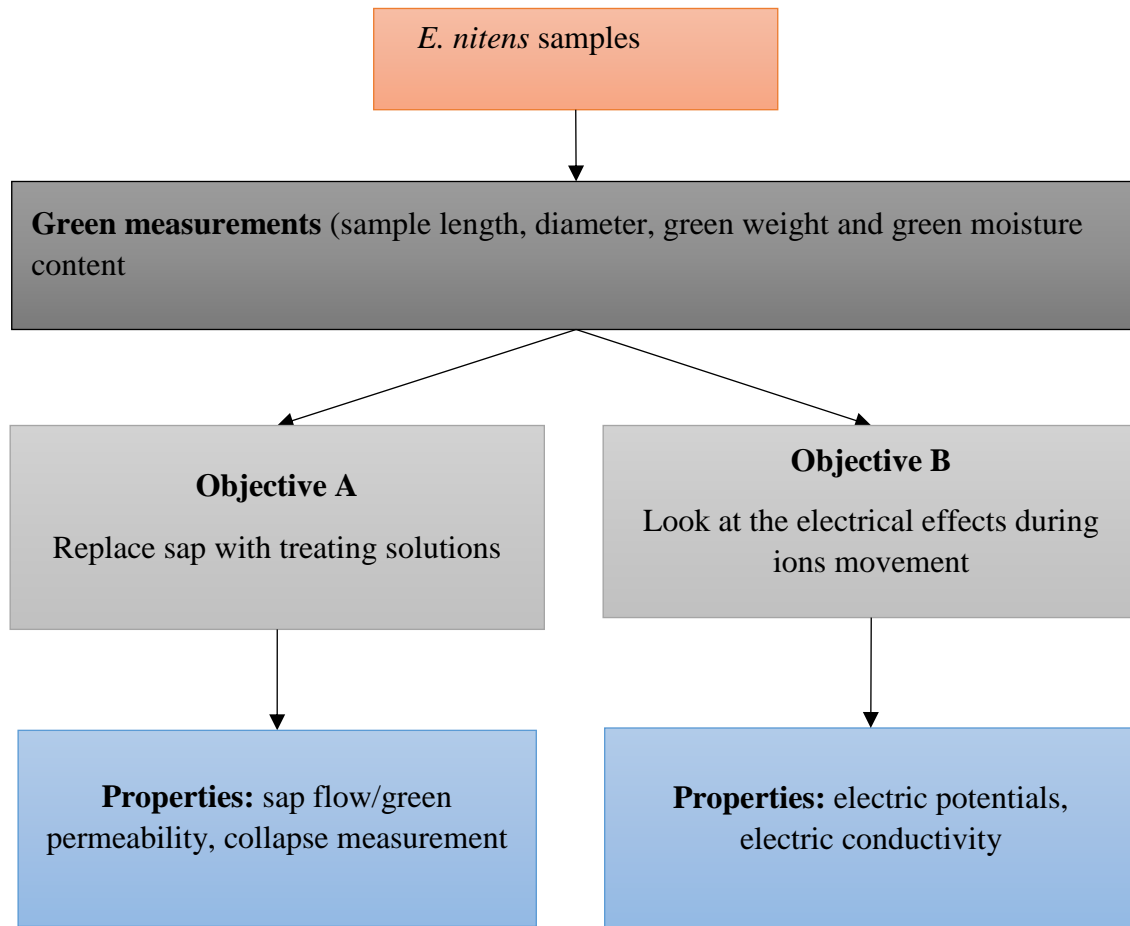 E. nitens samples
Green measurements (sample length, diameter, green weight and green moisture
content
Objective A
Replace sap with treating solutions
Objective B
Look at the electrical effects during
ions movement
Properties: sap flow/green
permeability, collapse measurement
Properties: electric potentials,
electric conductivity